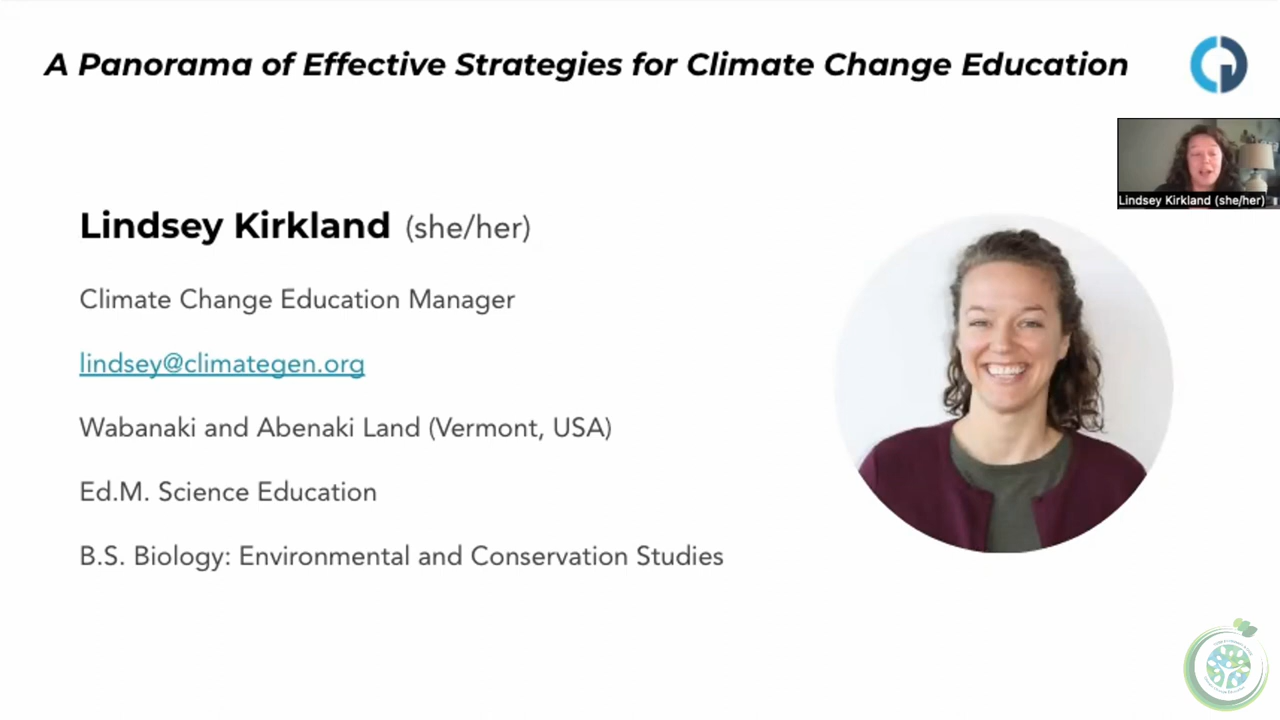 A Panorama of Effective Strategies for Climate Change Education
Lindsey Kirkland (she/her)
Lindsey Kirkland (she/her)
Climate Change Education Manager
lindsey@climategen.org
Wabanaki and Abenaki Land (Vermont, USA)
Ed.M. Science Education
B.S. Biology: Environmental and Conservation Studies